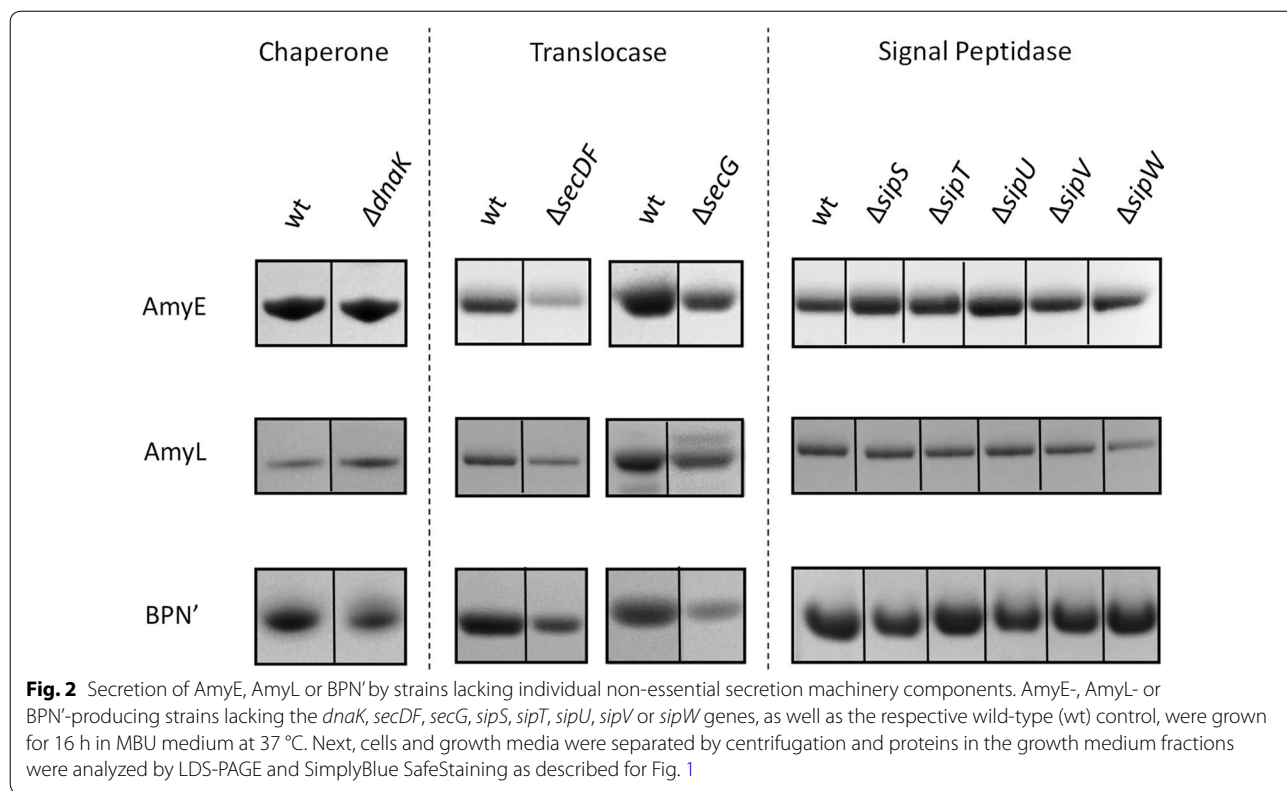 Chaperone Translocase Signal Peptidase
wt ΔdnaK wt ΔsecDF wt ΔsecG wt ΔsipS ΔsipT ΔsipU ΔsipV ΔsipW
AmyE
AmyL
BPN’
Fig. 2 Secretion of AmyE, AmyL or BPN’ by strains lacking individual non-essential secretion machinery components. AmyE-, AmyL- or
BPN’-producing strains lacking the dnaK, secDF, secG, sipS, sipT, sipU, sipV or sipW genes, as well as the respective wild-type (wt) control, were grown
for 16 h in MBU medium at 37 °C. Next, cells and growth media were separated by centrifugation and proteins in the growth medium fractions
were analyzed by LDS-PAGE and SimplyBlue SafeStaining as described for Fig. 1